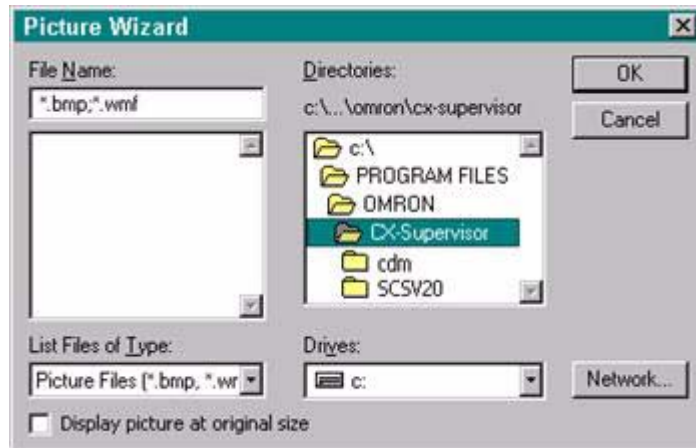 Picture Wizard
File Name:
*.bmp;*.wmf
List Files of Type:
Picture Files (*.bmp, *.wr
Display picture at original size
Directories:
c:\...\omron\cx-supervisor
c:\
PROGRAM FILES
OMRON
CX-Supervisor
cdm
SCSV20
Drives:
c:
OK
Cancel
Network...